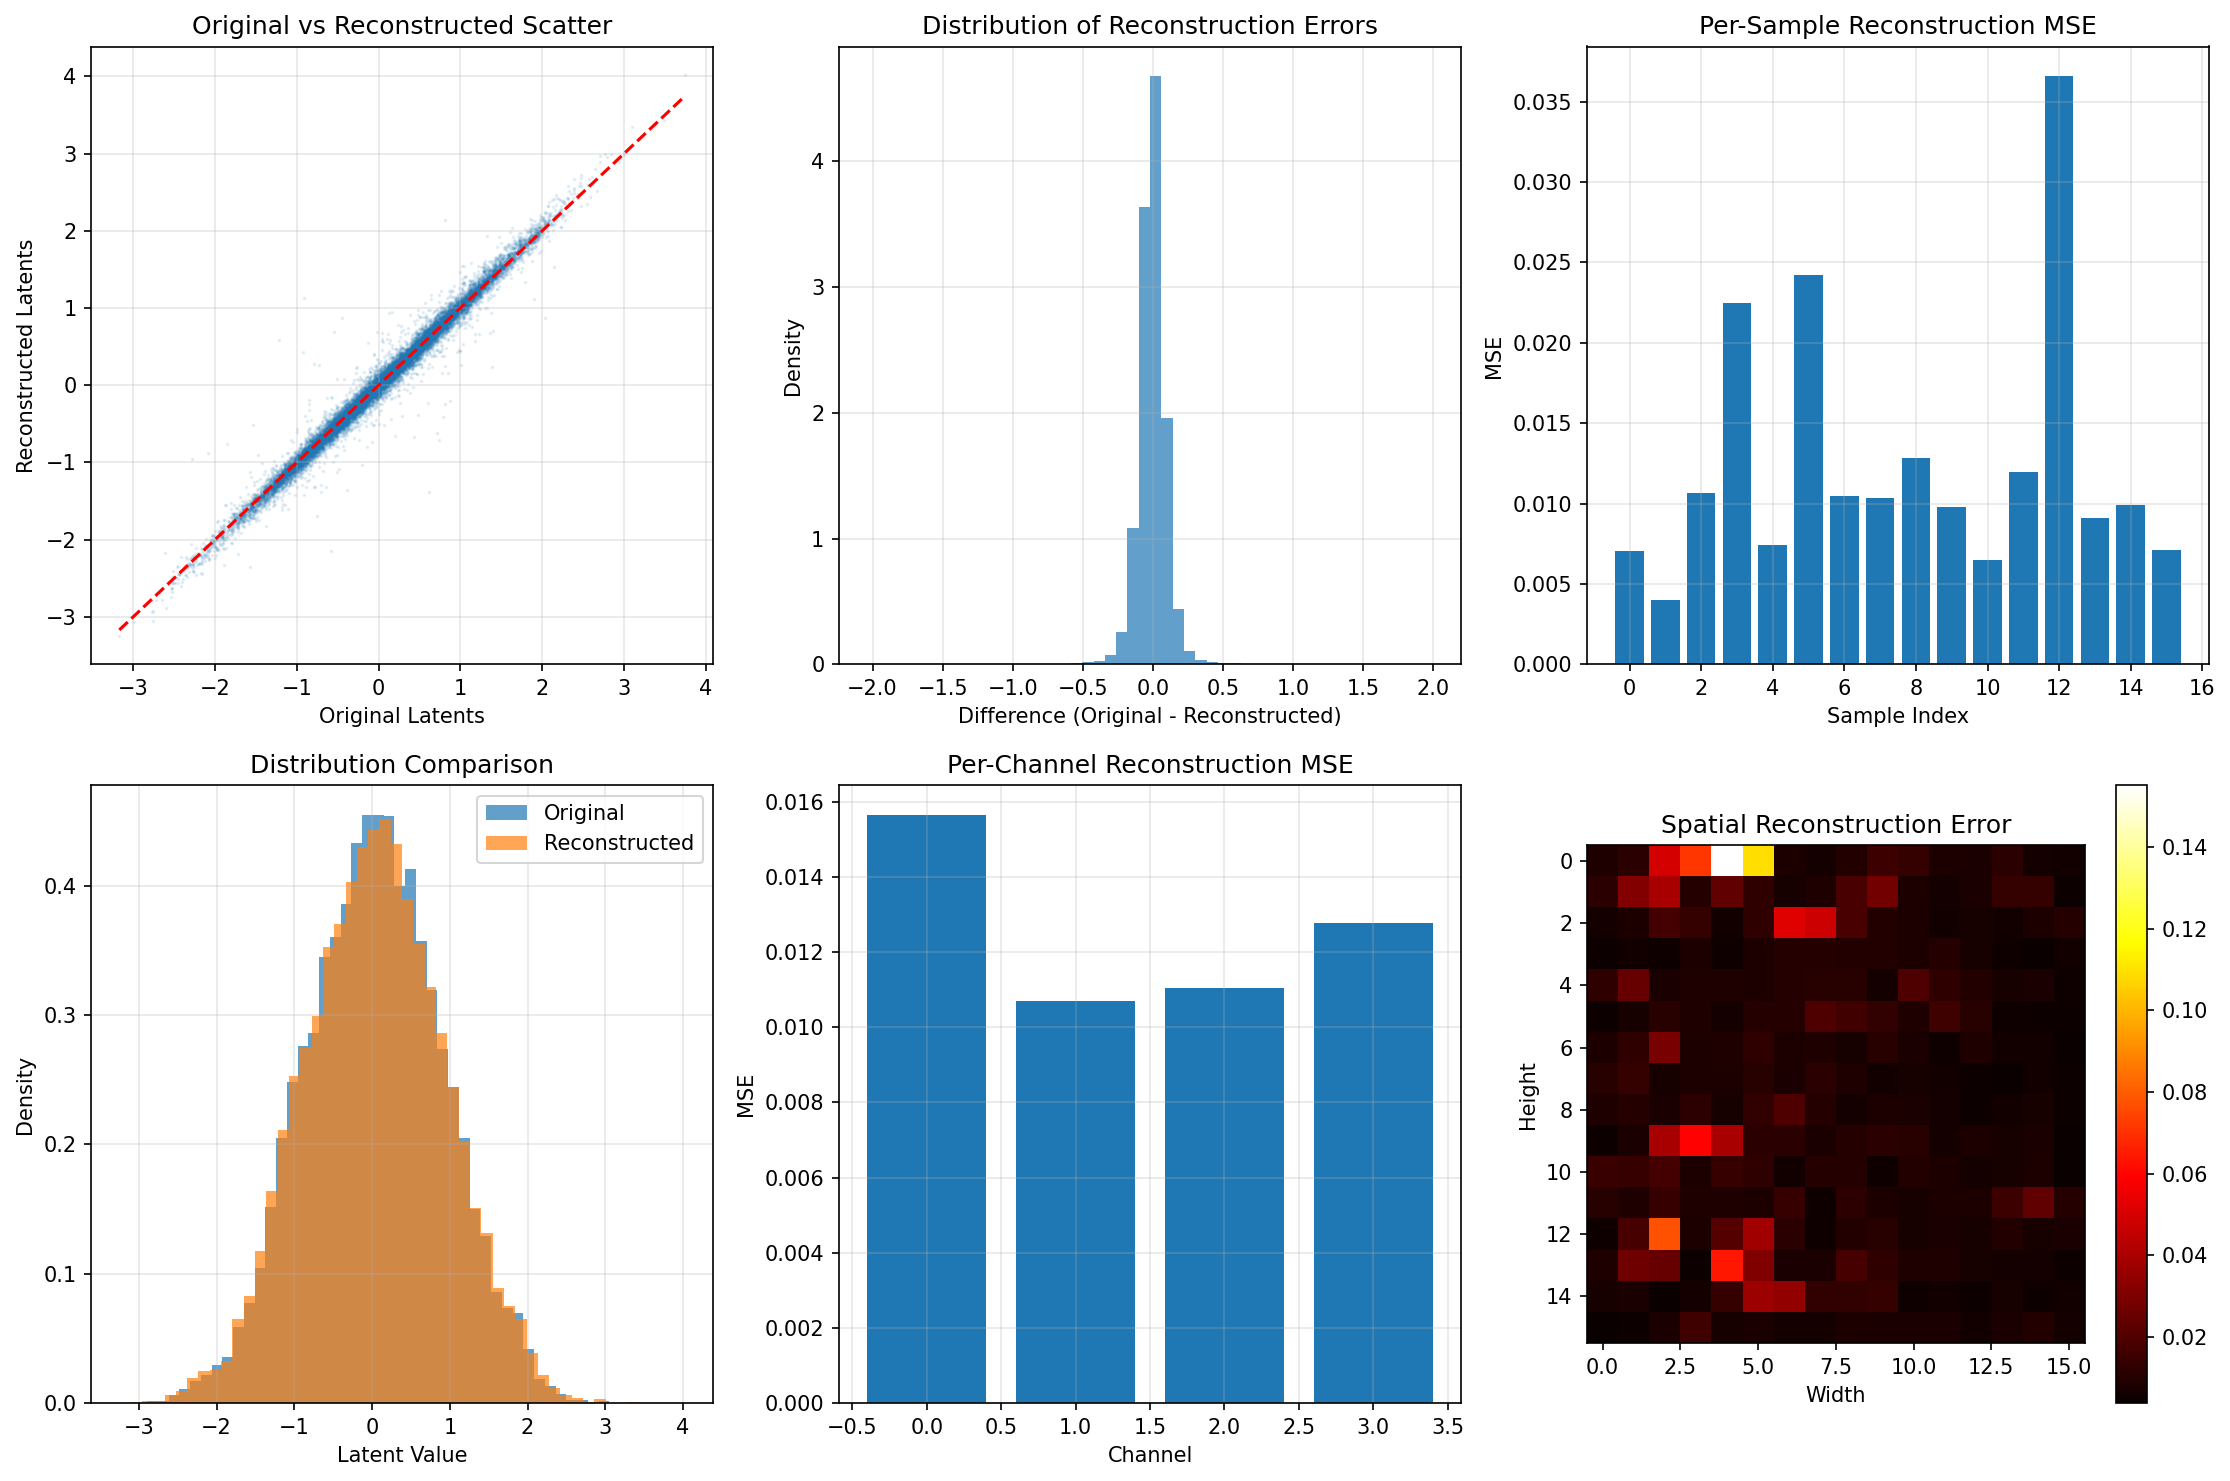 Original vs Reconstructed Scatter
4
3
2
1
0
−1
−2
−3
Reconstructed Latents
−3 −2 −1 0 1 2 3 4
Original Latents
Distribution of Reconstruction Errors
4
3
2
1
0
Density
−2.0 −1.5 −1.0 −0.5 0.0 0.5 1.0 1.5 2.0
Difference (Original - Reconstructed)
Per-Sample Reconstruction MSE
0.035
0.030
0.025
0.020
0.015
0.010
0.005
0.000
MSE
0 2 4 6 8 10 12 14 16
Sample Index
Distribution Comparison
Original
Reconstructed
0.4
0.3
0.2
0.1
0.0
Density
−3 −2 −1 0 1 2 3 4
Latent Value
Per-Channel Reconstruction MSE
0.016
0.014
0.012
0.010
0.008
0.006
0.004
0.002
0.000
MSE
−0.5 0.0 0.5 1.0 1.5 2.0 2.5 3.0 3.5
Channel
Spatial Reconstruction Error
0
2
4
6
8
10
12
14
Height
0.0 2.5 5.0 7.5 10.0 12.5 15.0
Width
0.14
0.12
0.10
0.08
0.06
0.04
0.02